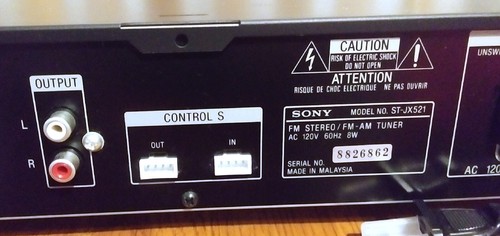 OUTPUT
L
R
CONTROL S
OUT
IN
CAUTION
RISK OF ELECTRIC SHOCK
DO NOT OPEN
ATTENTION
RISQUE DE CHOC ELECTRIQUE NE PAS OUVRIR
SONY MODEL NO. ST-JX521
FM STEREO/FM-AM TUNER
AC 120V 60Hz 8W
SERIAL NO. 8826862
MADE IN MALAYSIA
UNSW
AC 120